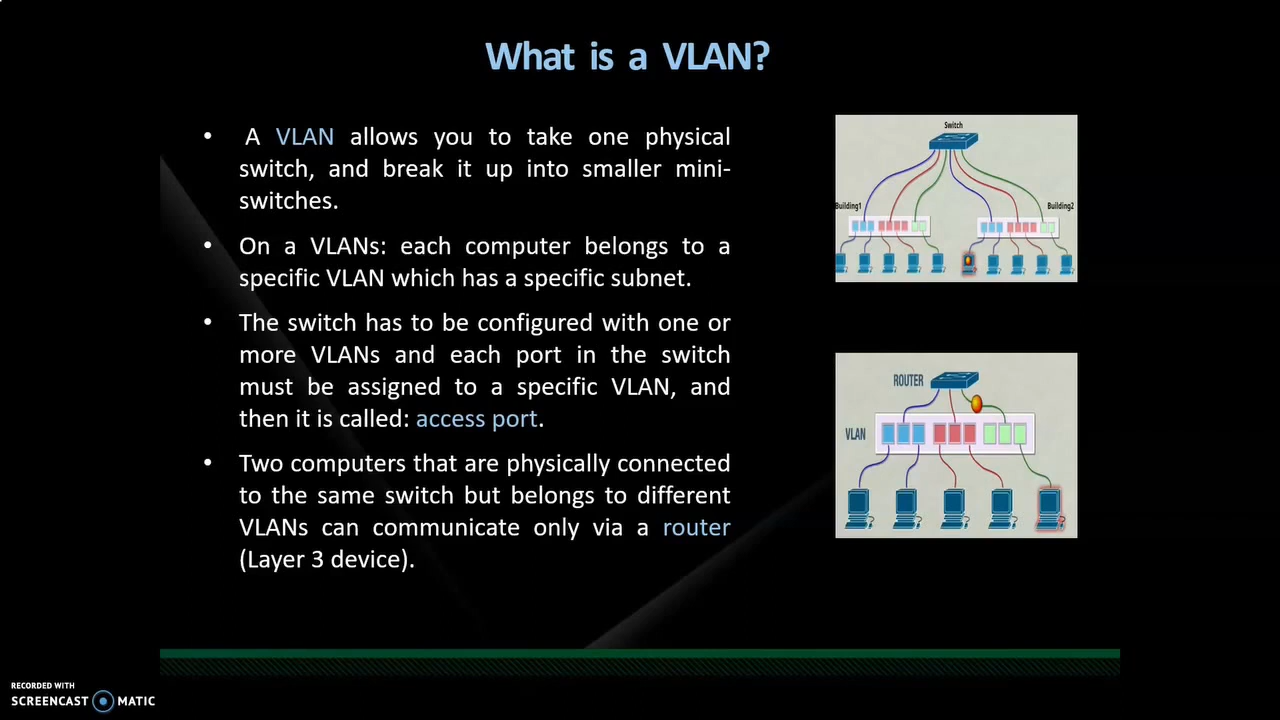 What is a VLAN?
• A VLAN allows you to take one physical
switch, and break it up into smaller mini-
switches.
• On a VLANs: each computer belongs to a
specific VLAN which has a specific subnet.
• The switch has to be configured with one or
more VLANs and each port in the switch
must be assigned to a specific VLAN, and
then it is called: access port.
• Two computers that are physically connected
to the same switch but belongs to different
VLANs can communicate only via a router
(Layer 3 device).
Switch
Building1
Building2
ROUTER
VLAN
RECORDED WITH
SCREENCAST MATIC